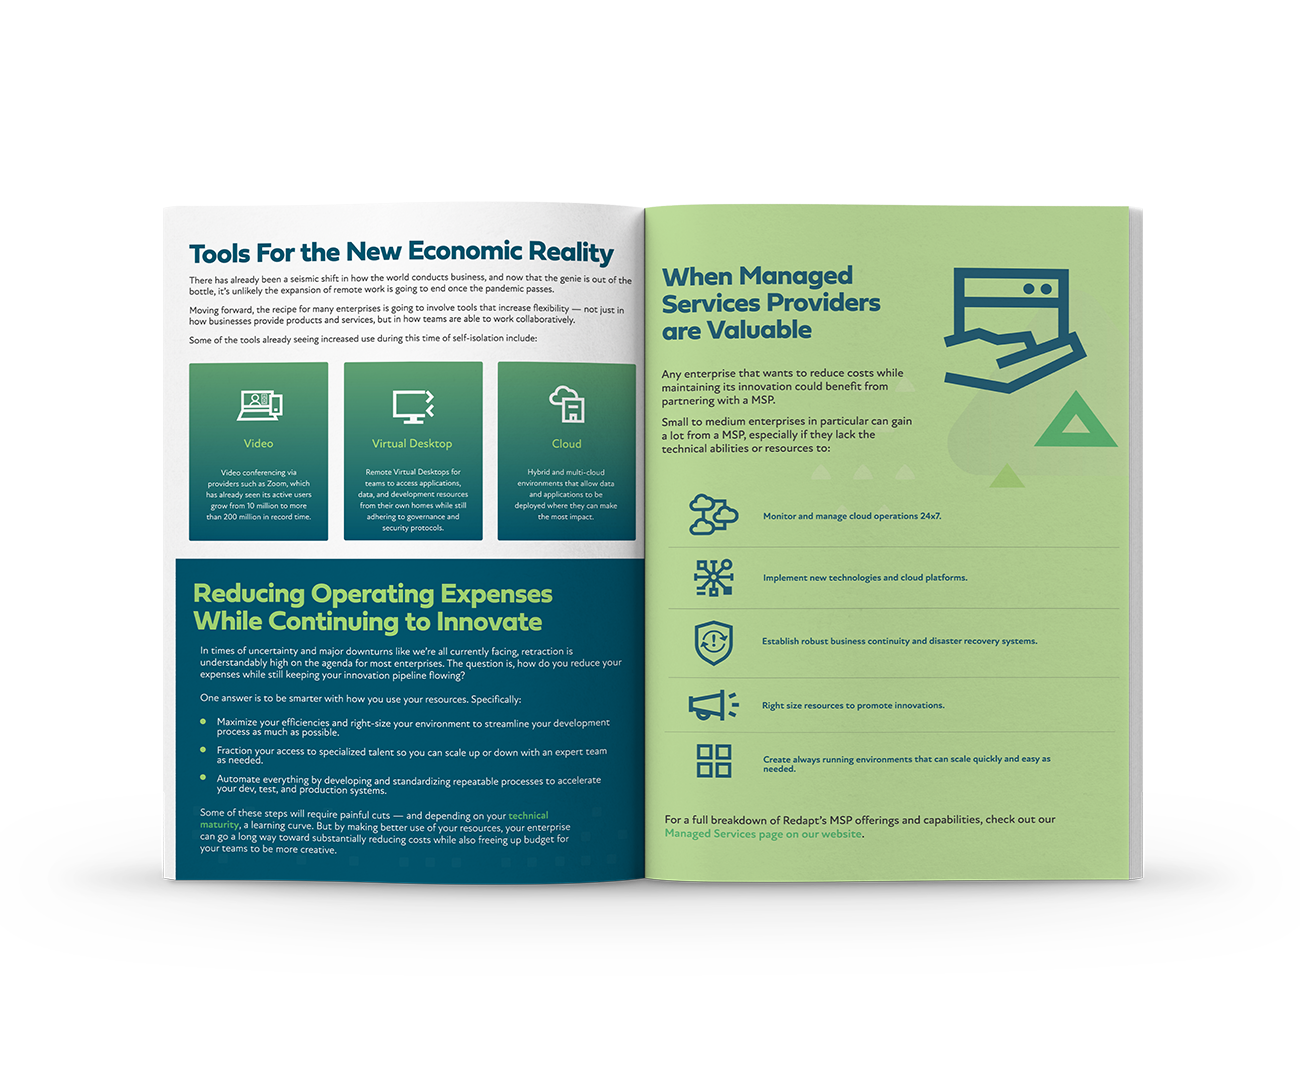 Tools For the New Economic Reality
There has already been a seismic shift in how the world conducts business, and now that the genie is out of the
bottle, it's unlikely the expansion of remote work is going to end once the pandemic passes.
Moving forward, the recipe for many enterprises is going to involve tools that increase flexibility — not just in
how businesses provide products and services, but in how teams are able to work collaboratively.
Some of the tools already seeing increased use during this time of self-isolation include:
Video
Video conferencing via
providers such as Zoom, which
has already seen its active users
grow from 10 million to more
than 200 million in record time.
Virtual Desktop
Remote Virtual Desktops for
teams to access applications,
data, and development resources
from their own homes while still
adhering to governance and
security protocols.
Cloud
Hybrid and multi-cloud
environments that allow data
and applications to be
deployed where they can make
the most impact.
Reducing Operating Expenses
While Continuing to Innovate
In times of uncertainty and major downturns like we're all currently facing, retraction is
understandably high on the agenda for most enterprises. The question is, how do you reduce your
expenses while still keeping your innovation pipeline flowing?
One answer is to be smarter with how you use your resources. Specifically:
Maximize your efficiencies and right-size your environment to streamline your development
process as much as possible.
Fraction your access to specialized talent so you can scale up or down with an expert team
as needed.
Automate everything by developing and standardizing repeatable processes to accelerate
your dev, test, and production systems.
Some of these steps will require painful cuts — and depending on your technical
maturity, a learning curve. But by making better use of your resources, your enterprise
can go a long way toward substantially reducing costs while also freeing up budget for
your teams to be more creative.
When Managed
Services Providers
are Valuable
Any enterprise that wants to reduce costs while
maintaining its innovation could benefit from
partnering with a MSP.
Small to medium enterprises in particular can gain
a lot from a MSP, especially if they lack the
technical abilities or resources to:
Monitor and manage cloud operations 24x7.
Implement new technologies and cloud platforms.
Establish robust business continuity and disaster recovery systems.
Right size resources to promote innovations.
Create always running environments that can scale quickly and easy as
needed.
For a full breakdown of Redapt's MSP offerings and capabilities, check out our
Managed Services page on our website.